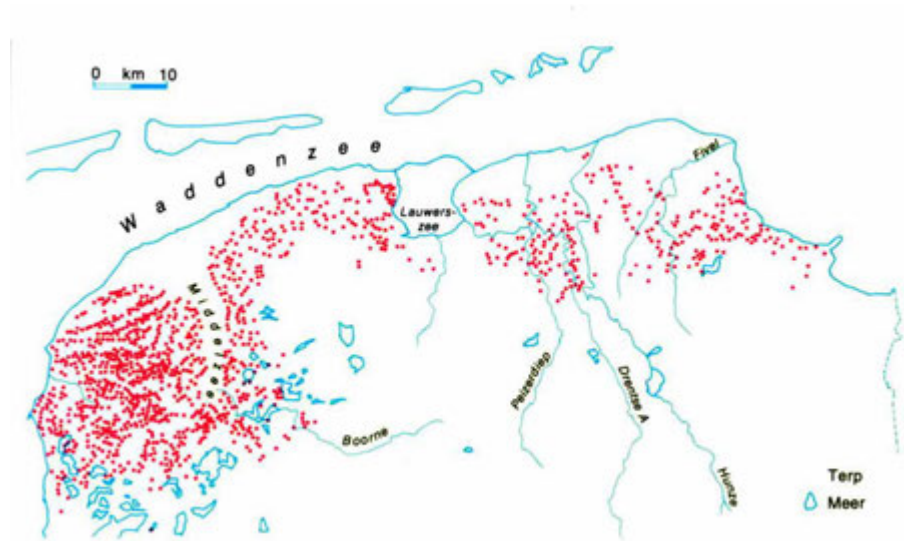 0 km 10
Waddenzee
Fivel
Lauwers-
zee
Middelzee
Peizerdiep
Drentse A
Boorne
Hunze
Terp
Meer